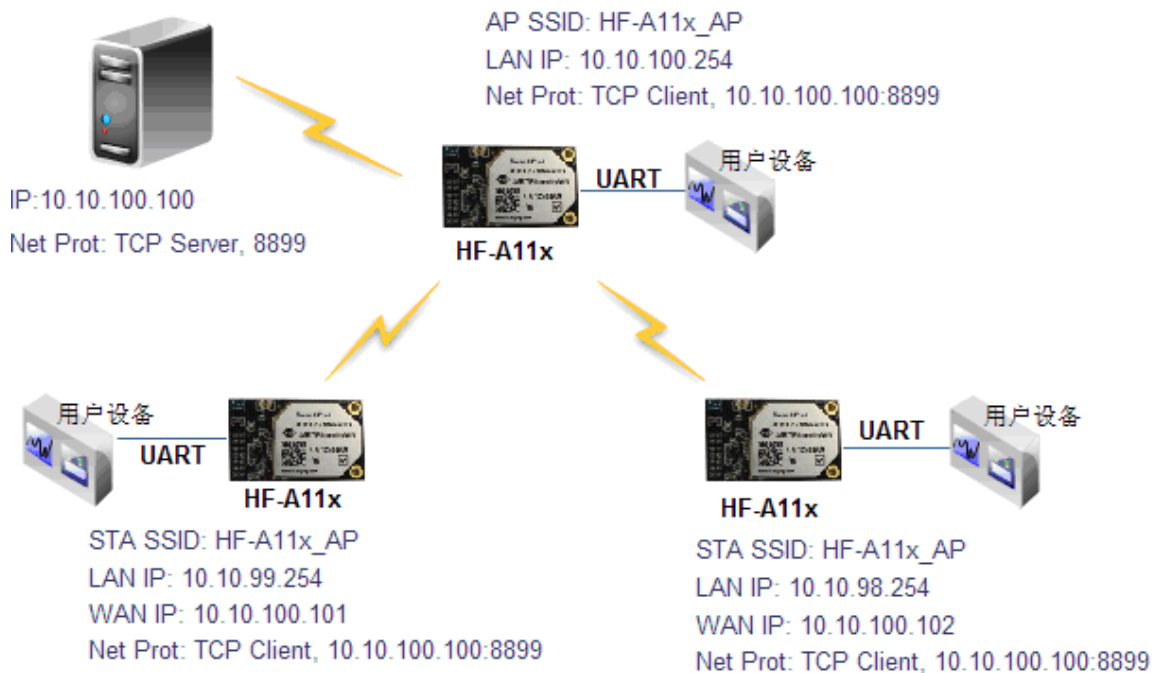 AP SSID: HF-A11x_AP
LAN IP: 10.10.100.254
Net Prot: TCP Client, 10.10.100.100:8899
用户设备
UART
HF-A11x
IP:10.10.100.100
Net Prot: TCP Server, 8899
用户设备
UART
HF-A11x
STA SSID: HF-A11x_AP
LAN IP: 10.10.99.254
WAN IP: 10.10.100.101
Net Prot: TCP Client, 10.10.100.100:8899
用户设备
UART
HF-A11x
STA SSID: HF-A11x_AP
LAN IP: 10.10.98.254
WAN IP: 10.10.100.102
Net Prot: TCP Client, 10.10.100.100:8899